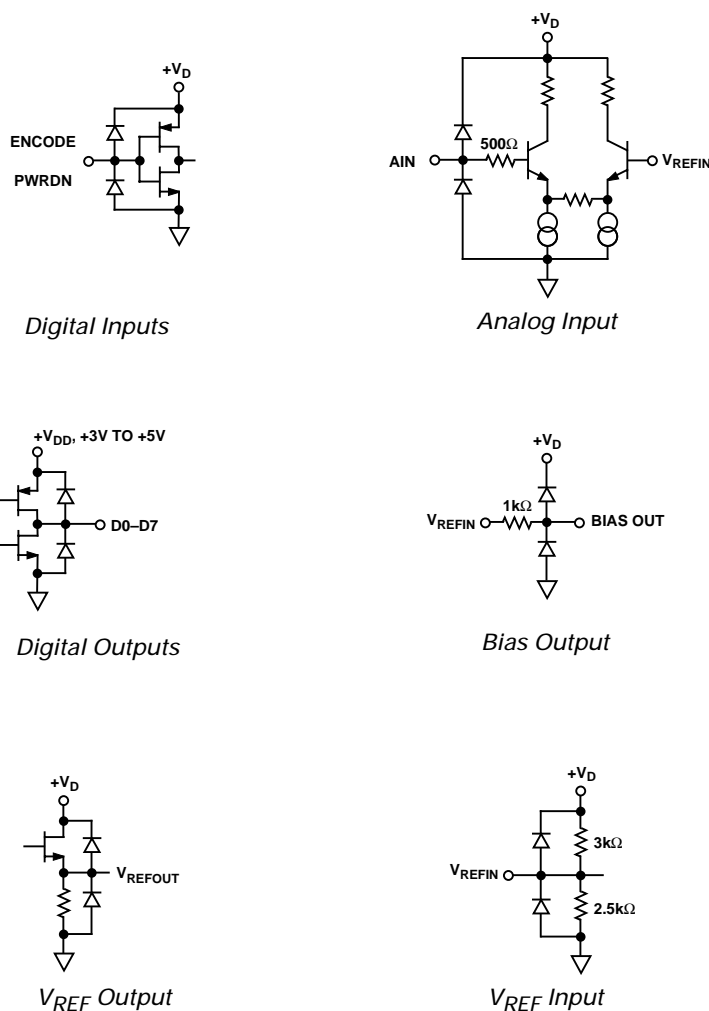 +VD
ENCODE
PWRDN
Digital Inputs
+VD
AIN
500Ω
VREFIN
Analog Input
+VDD, +3V TO +5V
D0–D7
Digital Outputs
+VD
1kΩ
VREFIN
BIAS OUT
Bias Output
+VD
VREFOUT
VREF Output
+VD
3kΩ
VREFIN
2.5kΩ
VREF Input